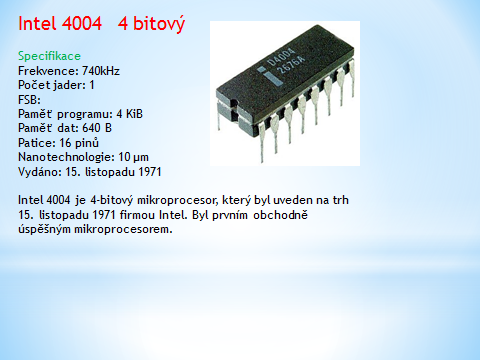 Intel 4004   4 bitový
Specifikace
Frekvence: 740kHz
Počet jader: 1
FSB:
Paměť programu: 4 KiB
Paměť dat: 640 B
Patice: 16 pinů
Nanotechnologie: 10 µm
Vydáno: 15. listopadu 1971
D4004
2676A
Intel 4004 je 4-bitový mikroprocesor, který byl uveden na trh
15. listopadu 1971 firmou Intel. Byl prvním obchodně
úspěšným mikroprocesorem.